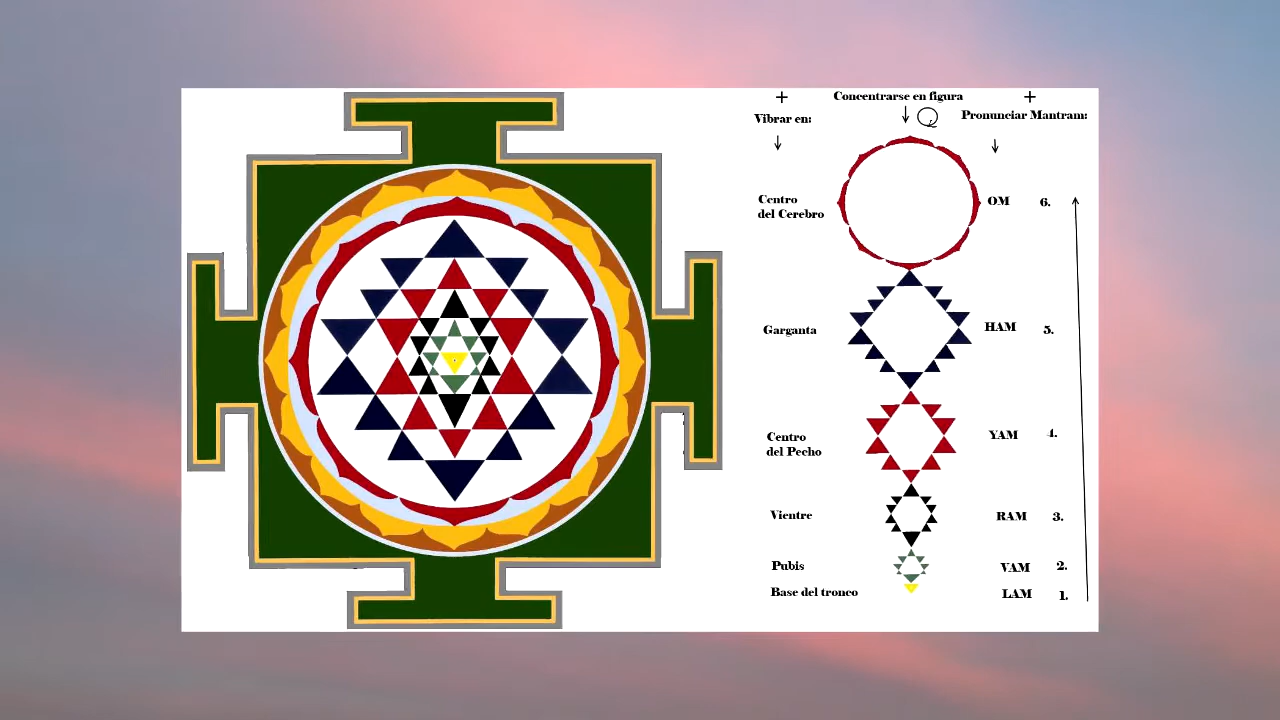 + Concentrarse en figura +
Vibrar en: Pronunciar Mantram:
Centro
del Cerebro OM 6.
Garganta HAM 5.
Centro
del Pecho YAM 4.
Vientre RAM 3.
Pubis VAM 2.
Base del tronco LAM 1.